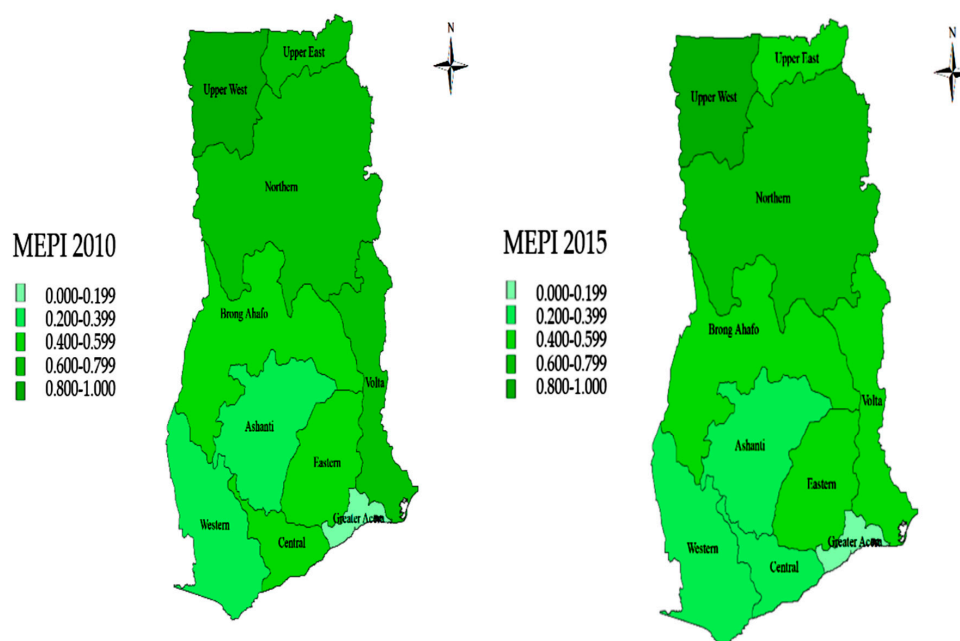 N
Upper East
Upper West
Northern
MEPI 2010
0.000-0.199
0.200-0.399
0.400-0.599
0.600-0.799
0.800-1.000
Brong Ahafo
Volta
Ashanti
Eastern
Western
Greater Accra
Central
N
Upper East
Upper West
Northern
MEPI 2015
0.000-0.199
0.200-0.399
0.400-0.599
0.600-0.799
0.800-1.000
Brong Ahafo
Volta
Ashanti
Eastern
Western
Greater Accra
Central